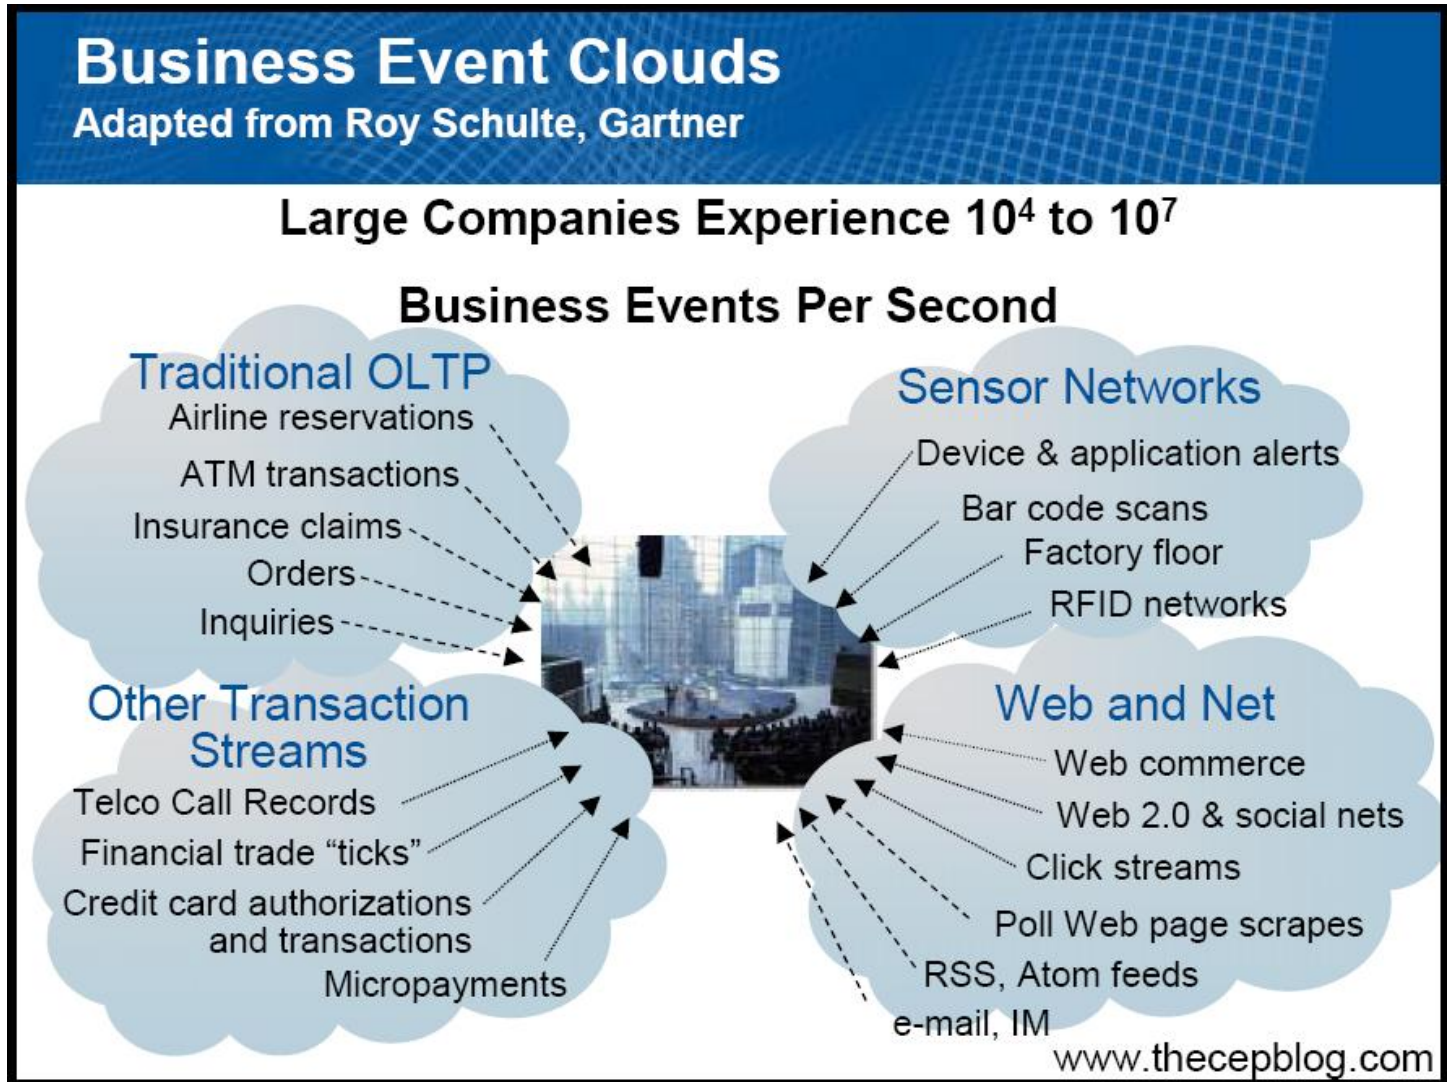 Business Event Clouds
Adapted from Roy Schulte, Gartner
Large Companies Experience 10⁴ to 10⁷
Business Events Per Second
Traditional OLTP
Airline reservations
ATM transactions
Insurance claims
Orders
Inquiries
Sensor Networks
Device & application alerts
Bar code scans
Factory floor
RFID networks
Other Transaction
Streams
Telco Call Records
Financial trade “ticks”
Credit card authorizations
and transactions
Micropayments
Web and Net
Web commerce
Web 2.0 & social nets
Click streams
Poll Web page scrapes
RSS, Atom feeds
e-mail, IM
www.thecepblog.com